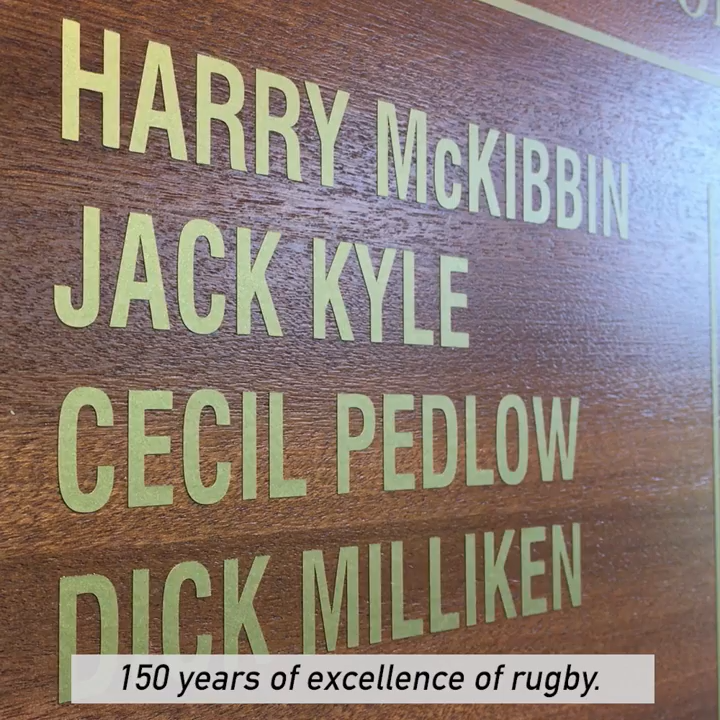 HARRY McKIBBIN
JACK KYLE
CECIL PEDLOW
DICK MILLIKEN
150 years of excellence of rugby.